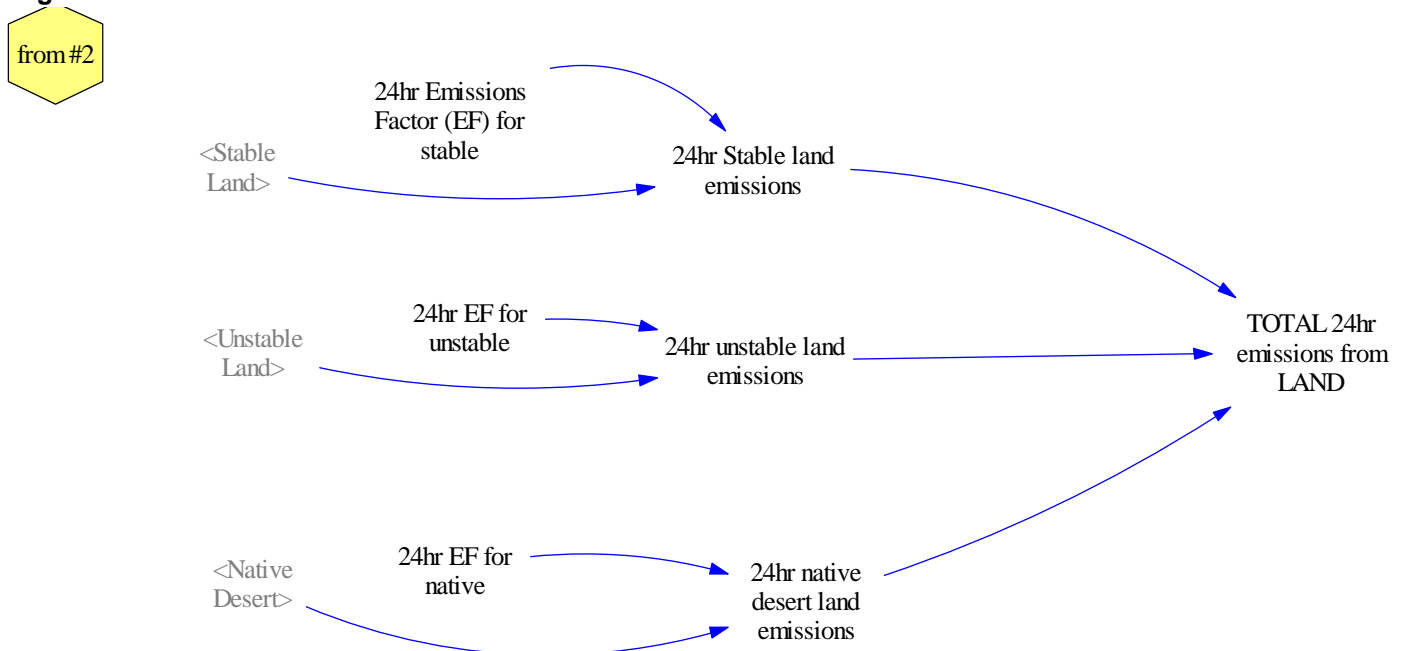 from #2
24hr Emissions
Factor (EF) for
stable
<Stable
Land>
24hr Stable land
emissions
24hr EF for
unstable
<Unstable
Land>
24hr unstable land
emissions
TOTAL 24hr
emissions from
LAND
24hr EF for
native
<Native
Desert>
24hr native
desert land
emissions